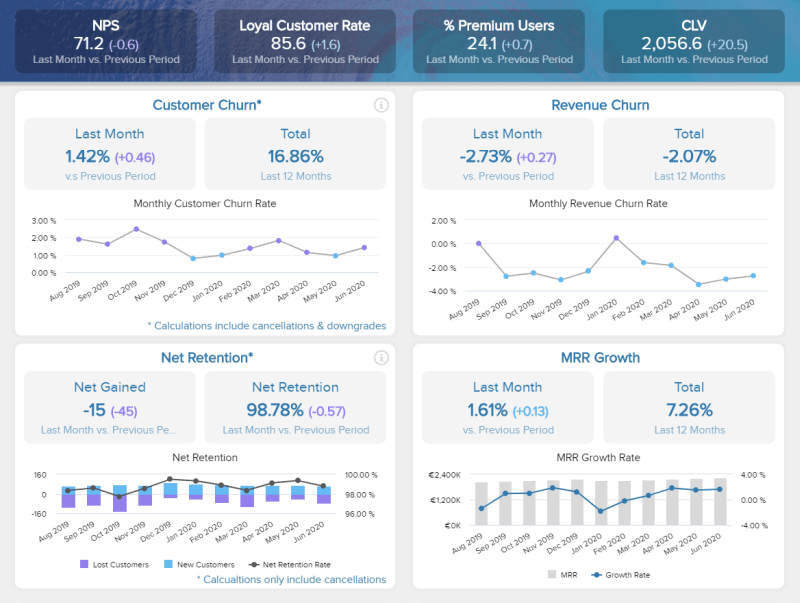 NPS
71.2 (-0.6)
Last Month vs. Previous Period
Loyal Customer Rate
85.6 (+1.6)
Last Month vs. Previous Period
% Premium Users
24.1 (+0.7)
Last Month vs. Previous Period
CLV
2,056.6 (+20.5)
Last Month vs. Previous Period
Customer Churn*
i
Last Month
1.42% (+0.46)
v.s Previous Period
Total
16.86%
Last 12 Months
Monthly Customer Churn Rate
3.00 %
2.00 %
1.00 %
0.00 %
Aug 2019
Sep 2019
Oct 2019
Nov 2019
Dec 2019
Jan 2020
Feb 2020
Mar 2020
Apr 2020
May 2020
Jun 2020
* Calculations include cancellations & downgrades
Revenue Churn
Last Month
-2.73% (+0.27)
vs. Previous Period
Total
-2.07%
Last 12 Months
Monthly Revenue Churn Rate
2.00 %
0.00 %
-2.00 %
-4.00 %
Aug 2019
Sep 2019
Oct 2019
Nov 2019
Dec 2019
Jan 2020
Feb 2020
Mar 2020
Apr 2020
May 2020
Jun 2020
Net Retention*
i
Net Gained
-15 (-45)
Last Month vs. Previous Pe...
Net Retention
98.78% (-0.57)
Last Month vs. Previous Period
Net Retention
160
0
-160
100.00 %
98.00 %
96.00 %
Aug 2019
Sep 2019
Oct 2019
Nov 2019
Dec 2019
Jan 2020
Feb 2020
Mar 2020
Apr 2020
May 2020
Jun 2020
Lost Customers
New Customers
Net Retention Rate
* Calcualtions only include cancellations
MRR Growth
Last Month
1.61% (+0.13)
vs. Previous Period
Total
7.26%
Last 12 Months
MRR Growth Rate
€2,400K
€1,200K
€0K
4.00 %
0.00 %
-4.00 %
Aug 2019
Sep 2019
Oct 2019
Nov 2019
Dec 2019
Jan 2020
Feb 2020
Mar 2020
Apr 2020
May 2020
Jun 2020
MRR
Growth Rate